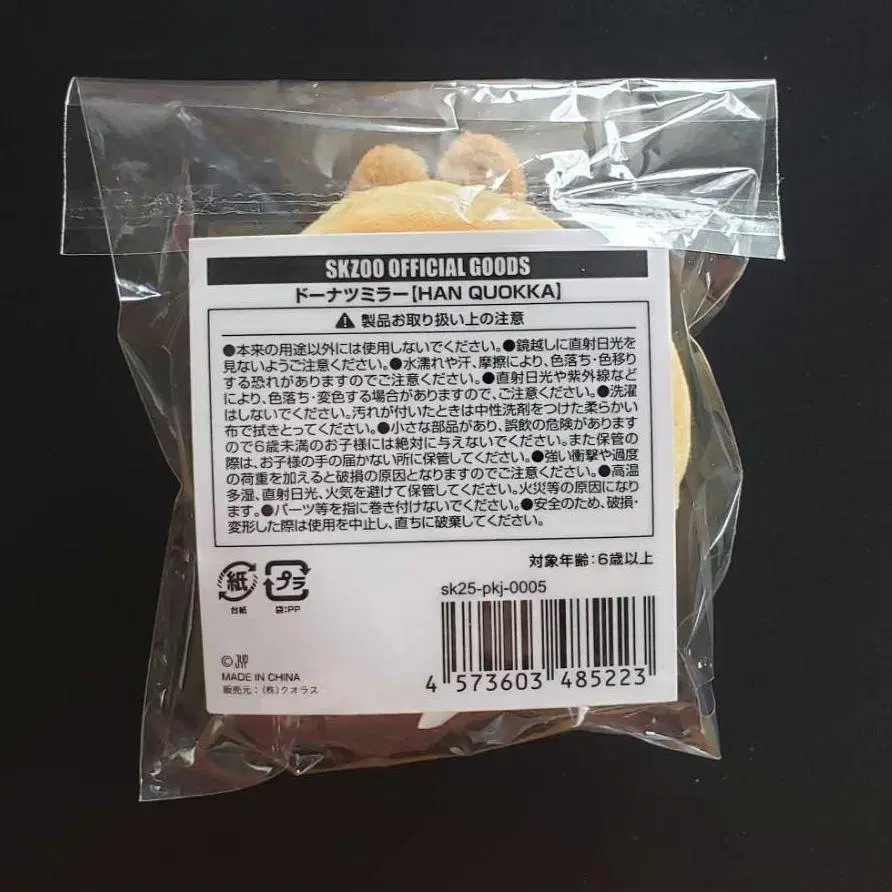 SKZOO OFFICIAL GOODS
ドーナツミラー[HAN QUOKKA]
⚠ 製品お取り扱い上の注意
●本来の用途以外には使用しないでください。●鏡越しに直射日光を
見ないようご注意ください。●水濡れや汗、摩擦により、色落ち・色移り
する恐れがありますのでご注意ください。●直射日光や紫外線など
により、色落ち・変色する場合がありますので、ご注意ください。●洗濯
はしないでください。汚れが付いたときは中性洗剤をつけた柔らかい
布で拭きとってください。●小さな部品があり、誤飲の危険があります
ので6歳未満のお子様には絶対に与えないでください。また保管の
際は、お子様の手の届かない所に保管してください。●強い衝撃や過度
の荷重を加えると破損の原因となりますのでご注意ください。●高温
多湿、直射日光、火気を避けて保管してください。火災等の原因になり
ます。●パーツ等を指に巻き付けないでください。●安全のため、破損・
変形した際は使用を中止し、直ちに破棄してください。
対象年齢:6歳以上
紙
台紙
プラ
袋:PP
sk25-pkj-0005
4 573603 485223
© JYP
MADE IN CHINA
販売元:(株)クオラス